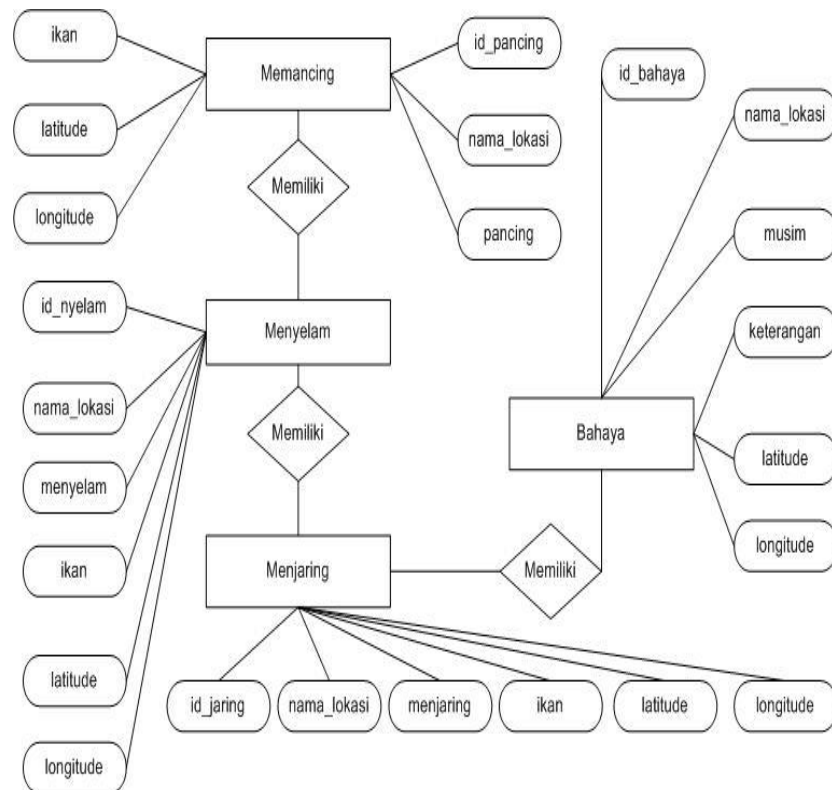 ikan
latitude
longitude
Memancing
id_pancing
nama_lokasi
pancing
Memiliki
id_nyelam
nama_lokasi
menyelam
ikan
latitude
longitude
Menyelam
Memiliki
Menjaring
id_jaring
nama_lokasi
menjaring
ikan
latitude
longitude
Memiliki
Bahaya
id_bahaya
nama_lokasi
musim
keterangan
latitude
longitude